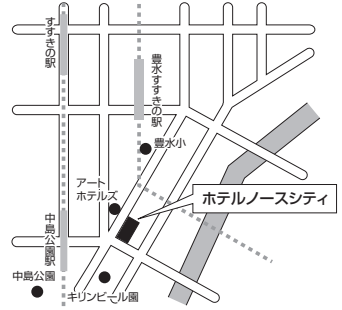 すすきの駅
豊水すすきの駅
豊水小
アート
ホテルズ
ホテルノースシティ
中島公園駅
中島公園
キリンビール園